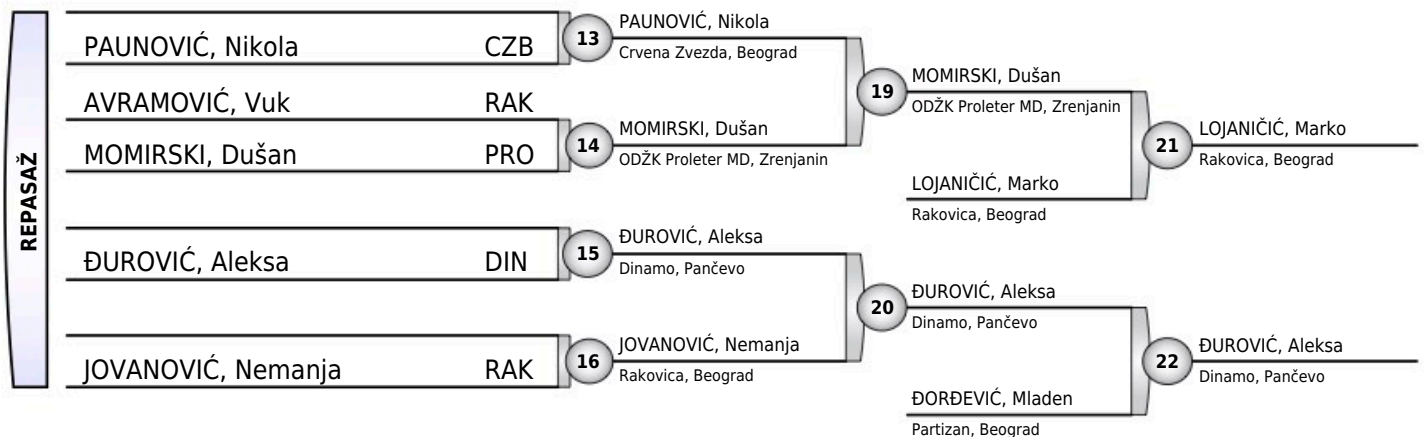 REPASAŽ
PAUNOVIĆ, Nikola CZB
AVRAMOVIĆ, Vuk RAK
MOMIRSKI, Dušan PRO
ĐUROVIĆ, Aleksa DIN
JOVANOVIĆ, Nemanja RAK
13
PAUNOVIĆ, Nikola
Crvena Zvezda, Beograd
14
MOMIRSKI, Dušan
ODŽK Proleter MD, Zrenjanin
15
ĐUROVIĆ, Aleksa
Dinamo, Pančevo
16
JOVANOVIĆ, Nemanja
Rakovica, Beograd
19
MOMIRSKI, Dušan
ODŽK Proleter MD, Zrenjanin
LOJANIČIĆ, Marko
Rakovica, Beograd
20
ĐUROVIĆ, Aleksa
Dinamo, Pančevo
ĐORĐEVIĆ, Mladen
Partizan, Beograd
21
LOJANIČIĆ, Marko
Rakovica, Beograd
22
ĐUROVIĆ, Aleksa
Dinamo, Pančevo